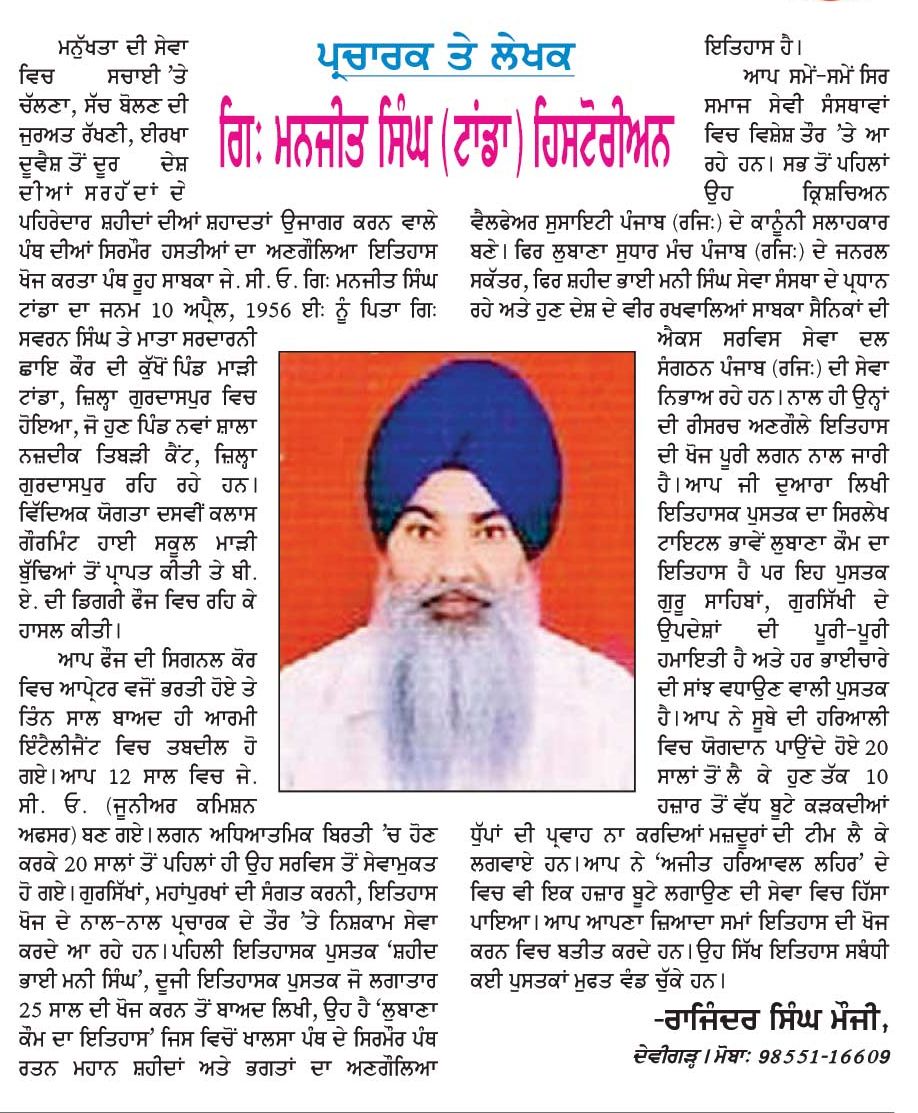 ਪ੍ਰਚਾਰਕ ਤੇ ਲੇਖਕ
ਗਿ: ਮਨਜੀਤ ਸਿੰਘ (ਟਾਂਡਾ) ਹਿਸਟੋਰੀਅਨ
ਮਨੁੱਖਤਾ ਦੀ ਸੇਵਾ
ਵਿਚ ਸਚਾਈ 'ਤੇ
ਚੱਲਣਾ, ਸੱਚ ਬੋਲਣ ਦੀ
ਜੁਰਅਤ ਰੱਖਣੀ, ਈਰਖਾ
ਦੂਵੈਸ਼ ਤੋਂ ਦੂਰ ਦੇਸ਼
ਦੀਆਂ ਸਰਹੱਦਾਂ ਦੇ
ਪਹਿਰੇਦਾਰ ਸ਼ਹੀਦਾਂ ਦੀਆਂ ਸ਼ਹਾਦਤਾਂ ਉਜਾਗਰ ਕਰਨ ਵਾਲੇ
ਪੰਥ ਦੀਆਂ ਸਿਰਮੌਰ ਹਸਤੀਆਂ ਦਾ ਅਣਗੌਲਿਆ ਇਤਿਹਾਸ
ਖੋਜ ਕਰਤਾ ਪੰਥ ਰੂਹ ਸਾਬਕਾ ਜੇ. ਸੀ. ਓ. ਗਿ: ਮਨਜੀਤ ਸਿੰਘ
ਟਾਂਡਾ ਦਾ ਜਨਮ 10 ਅਪ੍ਰੈਲ, 1956 ਈ: ਨੂੰ ਪਿਤਾ ਗਿ:
ਸਵਰਨ ਸਿੰਘ ਤੇ ਮਾਤਾ ਸਰਦਾਰਨੀ
ਛਾਇ ਕੌਰ ਦੀ ਕੁੱਖੋਂ ਪਿੰਡ ਮਾੜੀ
ਟਾਂਡਾ, ਜ਼ਿਲ੍ਹਾ ਗੁਰਦਾਸਪੁਰ ਵਿਚ
ਹੋਇਆ, ਜੋ ਹੁਣ ਪਿੰਡ ਨਵਾਂ ਸ਼ਾਲਾ
ਨਜ਼ਦੀਕ ਤਿਬੜੀ ਕੈਂਟ, ਜ਼ਿਲ੍ਹਾ
ਗੁਰਦਾਸਪੁਰ ਰਹਿ ਰਹੇ ਹਨ।
ਵਿੱਦਿਅਕ ਯੋਗਤਾ ਦਸਵੀਂ ਕਲਾਸ
ਗੌਰਮਿੰਟ ਹਾਈ ਸਕੂਲ ਮਾੜੀ
ਬੁੱਢਿਆਂ ਤੋਂ ਪ੍ਰਾਪਤ ਕੀਤੀ ਤੇ ਬੀ.
ਏ. ਦੀ ਡਿਗਰੀ ਫੌਜ ਵਿਚ ਰਹਿ ਕੇ
ਹਾਸਲ ਕੀਤੀ।
ਆਪ ਫੌਜ ਦੀ ਸਿਗਨਲ ਕੋਰ
ਵਿਚ ਆਪ੍ਰੇਟਰ ਵਜੋਂ ਭਰਤੀ ਹੋਏ ਤੇ
ਤਿੰਨ ਸਾਲ ਬਾਅਦ ਹੀ ਆਰਮੀ
ਇੰਟੈਲੀਜੈਂਟ ਵਿਚ ਤਬਦੀਲ ਹੋ
ਗਏ। ਆਪ 12 ਸਾਲ ਵਿਚ ਜੇ.
ਸੀ. ਓ. (ਜੂਨੀਅਰ ਕਮਿਸ਼ਨ
ਅਫਸਰ) ਬਣ ਗਏ। ਲਗਨ ਅਧਿਆਤਮਿਕ ਬਿਰਤੀ 'ਚ ਹੋਣ
ਕਰਕੇ 20 ਸਾਲਾਂ ਤੋਂ ਪਹਿਲਾਂ ਹੀ ਉਹ ਸਰਵਿਸ ਤੋਂ ਸੇਵਾਮੁਕਤ
ਹੋ ਗਏ। ਗੁਰਸਿੱਖਾਂ, ਮਹਾਂਪੁਰਖਾਂ ਦੀ ਸੰਗਤ ਕਰਨੀ, ਇਤਿਹਾਸ
ਖੋਜ ਦੇ ਨਾਲ-ਨਾਲ ਪ੍ਰਚਾਰਕ ਦੇ ਤੌਰ 'ਤੇ ਨਿਸ਼ਕਾਮ ਸੇਵਾ
ਕਰਦੇ ਆ ਰਹੇ ਹਨ। ਪਹਿਲੀ ਇਤਿਹਾਸਕ ਪੁਸਤਕ 'ਸ਼ਹੀਦ
ਭਾਈ ਮਨੀ ਸਿੰਘ', ਦੂਜੀ ਇਤਿਹਾਸਕ ਪੁਸਤਕ ਜੋ ਲਗਾਤਾਰ
25 ਸਾਲ ਦੀ ਖੋਜ ਕਰਨ ਤੋਂ ਬਾਅਦ ਲਿਖੀ, ਉਹ ਹੈ 'ਲੁਬਾਣਾ
ਕੌਮ ਦਾ ਇਤਿਹਾਸ' ਜਿਸ ਵਿਚੋਂ ਖਾਲਸਾ ਪੰਥ ਦੇ ਸਿਰਮੌਰ ਪੰਥ
ਰਤਨ ਮਹਾਨ ਸ਼ਹੀਦਾਂ ਅਤੇ ਭਗਤਾਂ ਦਾ ਅਣਗੌਲਿਆ
ਇਤਿਹਾਸ ਹੈ।
ਆਪ ਸਮੇਂ-ਸਮੇਂ ਸਿਰ
ਸਮਾਜ ਸੇਵੀ ਸੰਸਥਾਵਾਂ
ਵਿਚ ਵਿਸ਼ੇਸ਼ ਤੌਰ 'ਤੇ ਆ
ਰਹੇ ਹਨ। ਸਭ ਤੋਂ ਪਹਿਲਾਂ
ਉਹ ਕ੍ਰਿਸ਼ਚਿਅਨ
ਵੈਲਫੇਅਰ ਸੁਸਾਇਟੀ ਪੰਜਾਬ (ਰਜਿ:) ਦੇ ਕਾਨੂੰਨੀ ਸਲਾਹਕਾਰ
ਬਣੇ। ਫਿਰ ਲੁਬਾਣਾ ਸੁਧਾਰ ਮੰਚ ਪੰਜਾਬ (ਰਜਿ:) ਦੇ ਜਨਰਲ
ਸਕੱਤਰ, ਫਿਰ ਸ਼ਹੀਦ ਭਾਈ ਮਨੀ ਸਿੰਘ ਸੇਵਾ ਸੰਸਥਾ ਦੇ ਪ੍ਰਧਾਨ
ਰਹੇ ਅਤੇ ਹੁਣ ਦੇਸ਼ ਦੇ ਵੀਰ ਰਖਵਾਲਿਆਂ ਸਾਬਕਾ ਸੈਨਿਕਾਂ ਦੀ
ਐਕਸ ਸਰਵਿਸ ਸੇਵਾ ਦਲ
ਸੰਗਠਨ ਪੰਜਾਬ (ਰਜਿ:) ਦੀ ਸੇਵਾ
ਨਿਭਾਅ ਰਹੇ ਹਨ। ਨਾਲ ਹੀ ਉਨ੍ਹਾਂ
ਦੀ ਰੀਸਰਚ ਅਣਗੌਲੇ ਇਤਿਹਾਸ
ਦੀ ਖੋਜ ਪੂਰੀ ਲਗਨ ਨਾਲ ਜਾਰੀ
ਹੈ। ਆਪ ਜੀ ਦੁਆਰਾ ਲਿਖੀ
ਇਤਿਹਾਸਕ ਪੁਸਤਕ ਦਾ ਸਿਰਲੇਖ
ਟਾਇਟਲ ਭਾਵੇਂ ਲੁਬਾਣਾ ਕੌਮ ਦਾ
ਇਤਿਹਾਸ ਹੈ ਪਰ ਇਹ ਪੁਸਤਕ
ਗੁਰੂ ਸਾਹਿਬਾਂ, ਗੁਰਸਿੱਖੀ ਦੇ
ਉਪਦੇਸ਼ਾਂ ਦੀ ਪੂਰੀ-ਪੂਰੀ
ਹਮਾਇਤੀ ਹੈ ਅਤੇ ਹਰ ਭਾਈਚਾਰੇ
ਦੀ ਸਾਂਝ ਵਧਾਉਣ ਵਾਲੀ ਪੁਸਤਕ
ਹੈ। ਆਪ ਨੇ ਸੂਬੇ ਦੀ ਹਰਿਆਲੀ
ਵਿਚ ਯੋਗਦਾਨ ਪਾਉਂਦੇ ਹੋਏ 20
ਸਾਲਾਂ ਤੋਂ ਲੈ ਕੇ ਹੁਣ ਤੱਕ 10
ਹਜ਼ਾਰ ਤੋਂ ਵੱਧ ਬੂਟੇ ਕੜਕਦੀਆਂ
ਧੁੱਪਾਂ ਦੀ ਪ੍ਰਵਾਹ ਨਾ ਕਰਦਿਆਂ ਮਜ਼ਦੂਰਾਂ ਦੀ ਟੀਮ ਲੈ ਕੇ
ਲਗਵਾਏ ਹਨ। ਆਪ ਨੇ 'ਅਜੀਤ ਹਰਿਆਵਲ ਲਹਿਰ' ਦੇ
ਵਿਚ ਵੀ ਇਕ ਹਜ਼ਾਰ ਬੂਟੇ ਲਗਾਉਣ ਦੀ ਸੇਵਾ ਵਿਚ ਹਿੱਸਾ
ਪਾਇਆ। ਆਪ ਆਪਣਾ ਜ਼ਿਆਦਾ ਸਮਾਂ ਇਤਿਹਾਸ ਦੀ ਖੋਜ
ਕਰਨ ਵਿਚ ਬਤੀਤ ਕਰਦੇ ਹਨ। ਉਹ ਸਿੱਖ ਇਤਿਹਾਸ ਸਬੰਧੀ
ਕਈ ਪੁਸਤਕਾਂ ਮੁਫਤ ਵੰਡ ਚੁੱਕੇ ਹਨ।
-ਰਾਜਿੰਦਰ ਸਿੰਘ ਮੌਜੀ,
ਦੇਵੀਗੜ੍ਹ। ਮੋਬਾ: 98551-16609